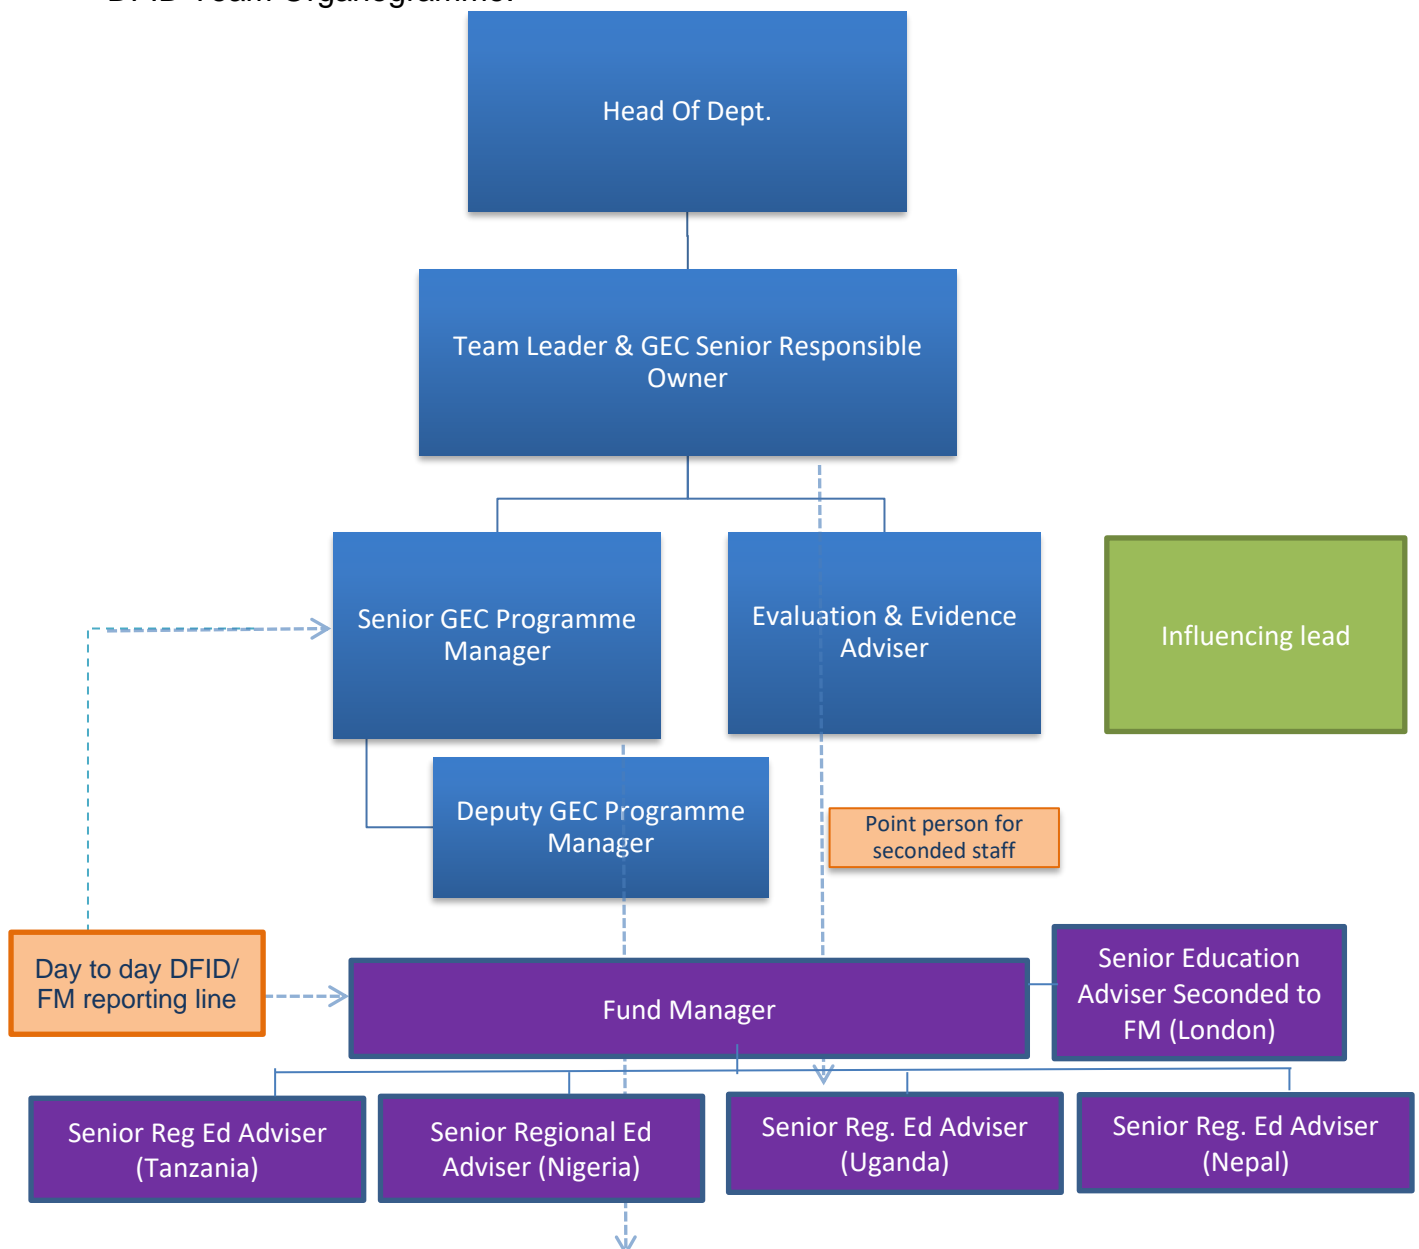 DFID Team Organogramme:
Head Of Dept.
Team Leader & GEC Senior Responsible
Owner
Senior GEC Programme
Manager
Evaluation & Evidence
Adviser
Influencing lead
Deputy GEC Programme
Manager
Point person for
seconded staff
Day to day DFID/
FM reporting line
Fund Manager
Senior Education
Adviser Seconded to
FM (London)
Senior Reg Ed Adviser
(Tanzania)
Senior Regional Ed
Adviser (Nigeria)
Senior Reg. Ed Adviser
(Uganda)
Senior Reg. Ed Adviser
(Nepal)